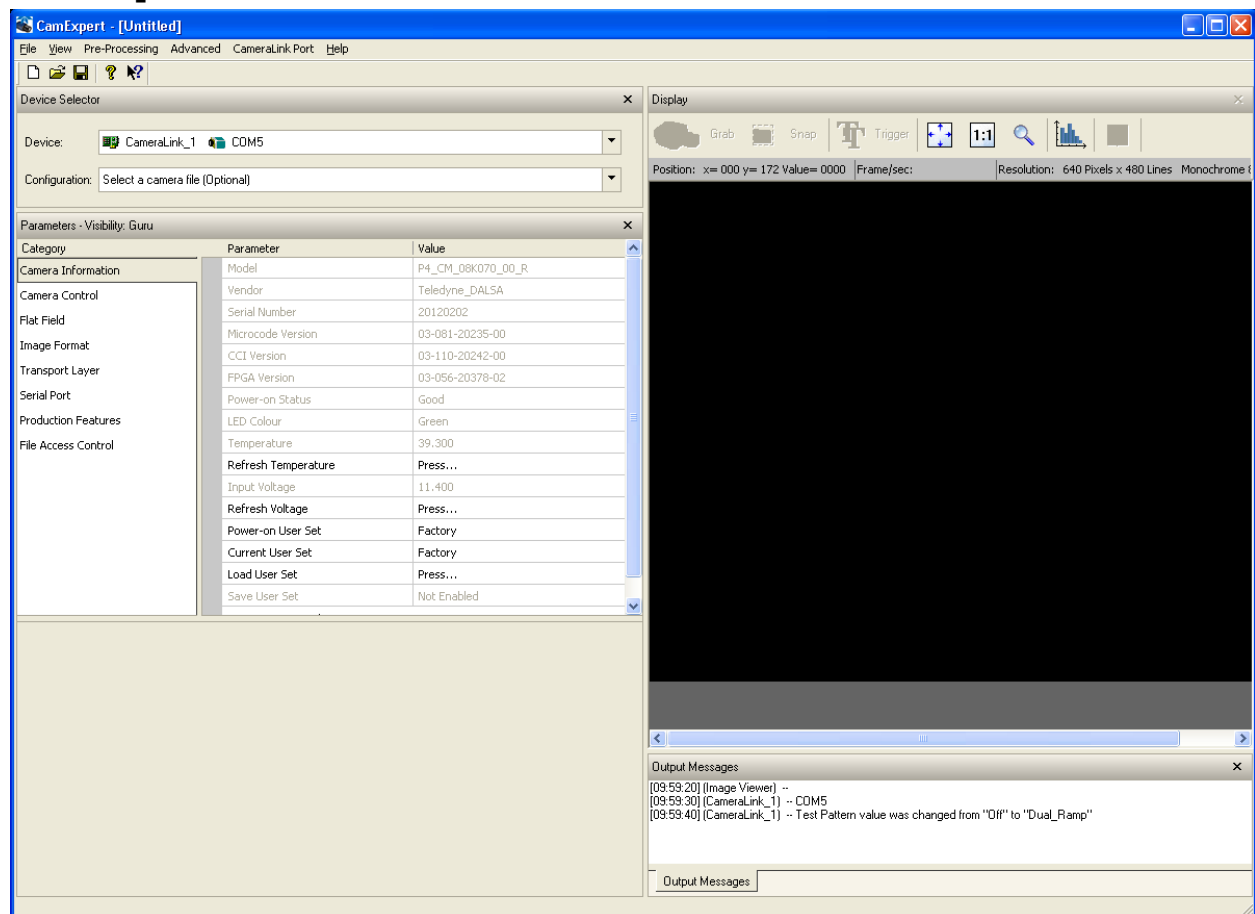 CamExpert - [Untitled]
File View Pre-Processing Advanced CameraLink Port Help
Device Selector
Device: CameraLink_1 COM5
Configuration: Select a camera file (Optional)
Parameters - Visibility: Guru
Category Parameter Value
Camera Information
Camera Control
Flat Field
Image Format
Transport Layer
Serial Port
Production Features
File Access Control
Model P4_CM_08K070_00_R
Vendor Teledyne_DALSA
Serial Number 20120202
Microcode Version 03-081-20235-00
CCI Version 03-110-20242-00
FPGA Version 03-056-20378-02
Power-on Status Good
LED Colour Green
Temperature 39.300
Refresh Temperature Press...
Input Voltage 11.400
Refresh Voltage Press...
Power-on User Set Factory
Current User Set Factory
Load User Set Press...
Save User Set Not Enabled
Display
Grab Snap Trigger 1:1
Position: x= 000 y= 172 Value= 0000 Frame/sec: Resolution: 640 Pixels x 480 Lines Monochrome
Output Messages
[09:59:20] (Image Viewer) --
[09:59:30] (CameraLink_1) -- COM5
[09:59:40] (CameraLink_1) -- Test Pattern value was changed from "Off" to "Dual_Ramp"
Output Messages